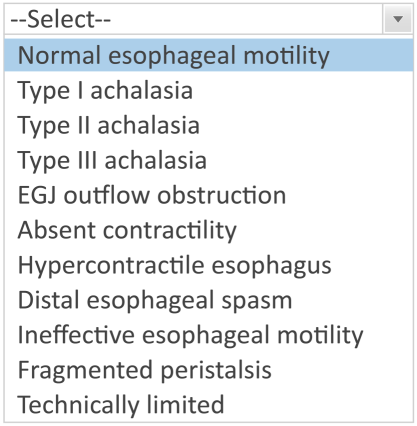 --Select--
Normal esophageal motility
Type I achalasia
Type II achalasia
Type III achalasia
EGJ outflow obstruction
Absent contractility
Hypercontractile esophagus
Distal esophageal spasm
Ineffective esophageal motility
Fragmented peristalsis
Technically limited